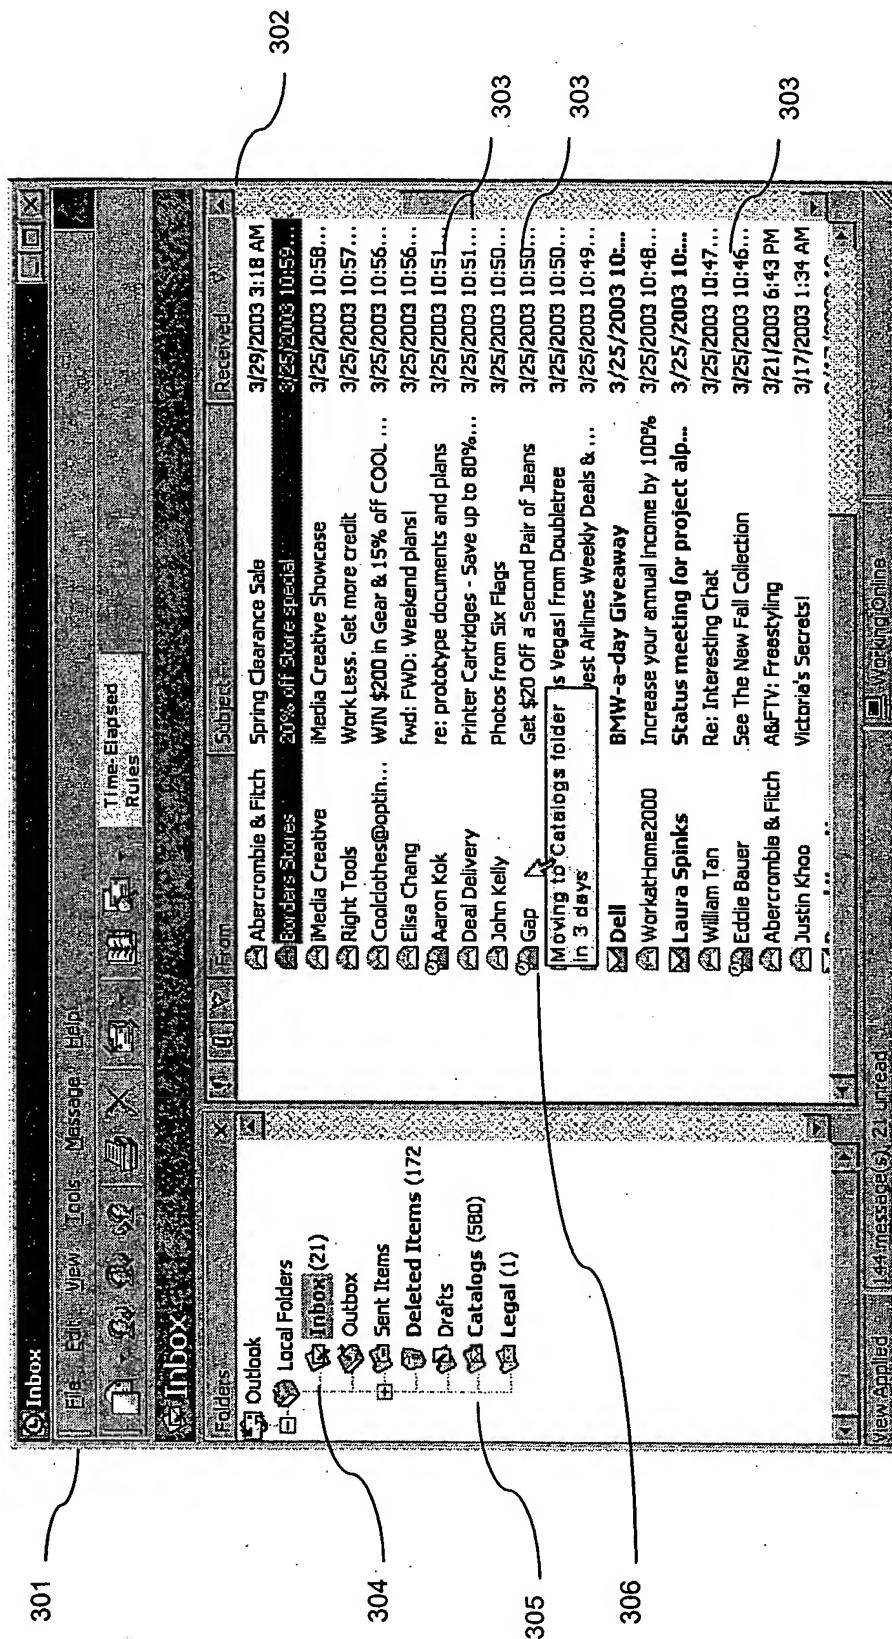 Inbox
File Edit View Tools Message Help
Time-Elapsed
Rules
Inbox
Folders
Outlook
Local Folders
Inbox (21)
Outbox
Sent Items
Deleted Items (172
Drafts
Catalogs (580)
Legal (1)
From Subject Received
Abercrombie & Fitch Spring Clearance Sale 3/29/2003 3:18 AM
Borders Stores 20% off Store special 3/25/2003 10:59...
iMedia Creative iMedia Creative Showcase 3/25/2003 10:58...
Right Tools Work Less. Get more credit 3/25/2003 10:57...
Coolclothes@optin... WIN $200 in Gear & 15% off COOL ... 3/25/2003 10:56...
Elisa Chang Fwd: FWD: Weekend plans! 3/25/2003 10:56...
Aaron Kok re: prototype documents and plans 3/25/2003 10:51...
Deal Delivery Printer Cartridges - Save up to 80%... 3/25/2003 10:51...
John Kelly Photos from Six Flags 3/25/2003 10:50...
Gap Get $20 Off a Second Pair of Jeans 3/25/2003 10:50...
Moving to Catalogs folder
in 3 days
s Vegas! from Doubletree 3/25/2003 10:50...
est Airlines Weekly Deals & ... 3/25/2003 10:49...
Dell BMW-a-day Giveaway 3/25/2003 10:...
WorkatHome2000 Increase your annual income by 100% 3/25/2003 10:48...
Laura Spinks Status meeting for project alp... 3/25/2003 10:...
William Tan Re: Interesting Chat 3/25/2003 10:47...
Eddie Bauer See The New Fall Collection 3/25/2003 10:46...
Abercrombie & Fitch A&FTV: Freestyling 3/21/2003 6:43 PM
Justin Khoo Victoria's Secrets! 3/17/2003 1:34 AM
View Applied 144 message(s), 21 unread Working Online
301
302
303
303
303
304
305
306